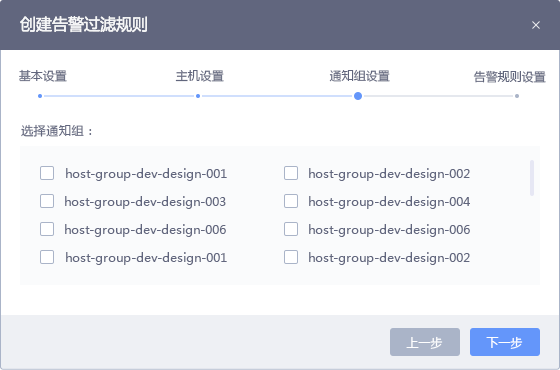 创建告警过滤规则
基本设置 主机设置 通知组设置 告警规则设置
选择通知组：
host-group-dev-design-001 host-group-dev-design-002
host-group-dev-design-003 host-group-dev-design-004
host-group-dev-design-006 host-group-dev-design-006
host-group-dev-design-001 host-group-dev-design-002
上一步 下一步